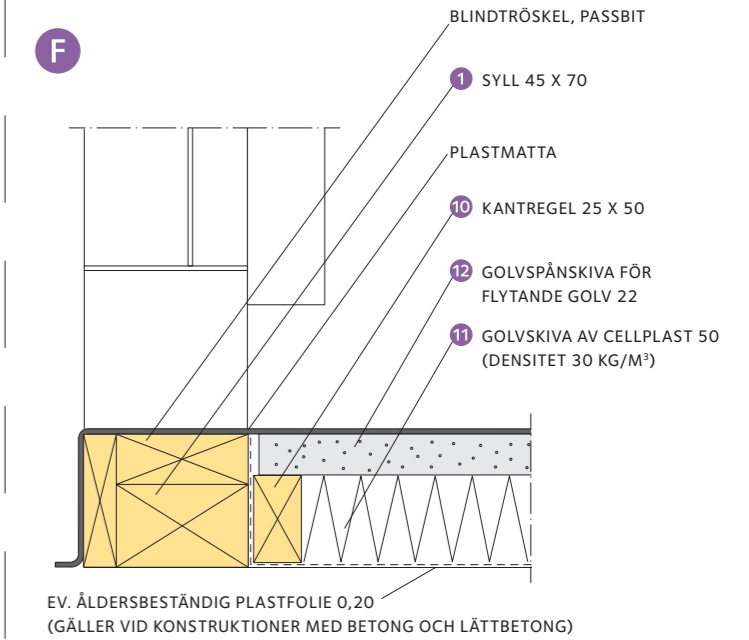 F
BLINDTRÖSKEL, PASSBIT
1 SYLL 45 X 70
PLASTMATTA
10 KANTREGEL 25 X 50
12 GOLVSPÅNSKIVA FÖR
FLYTANDE GOLV 22
11 GOLVSKIVA AV CELLPLAST 50
(DENSITET 30 KG/M³)
EV. ÅLDERSBESTÄNDIG PLASTFOLIE 0,20
(GÄLLER VID KONSTRUKTIONER MED BETONG OCH LÄTTBETONG)